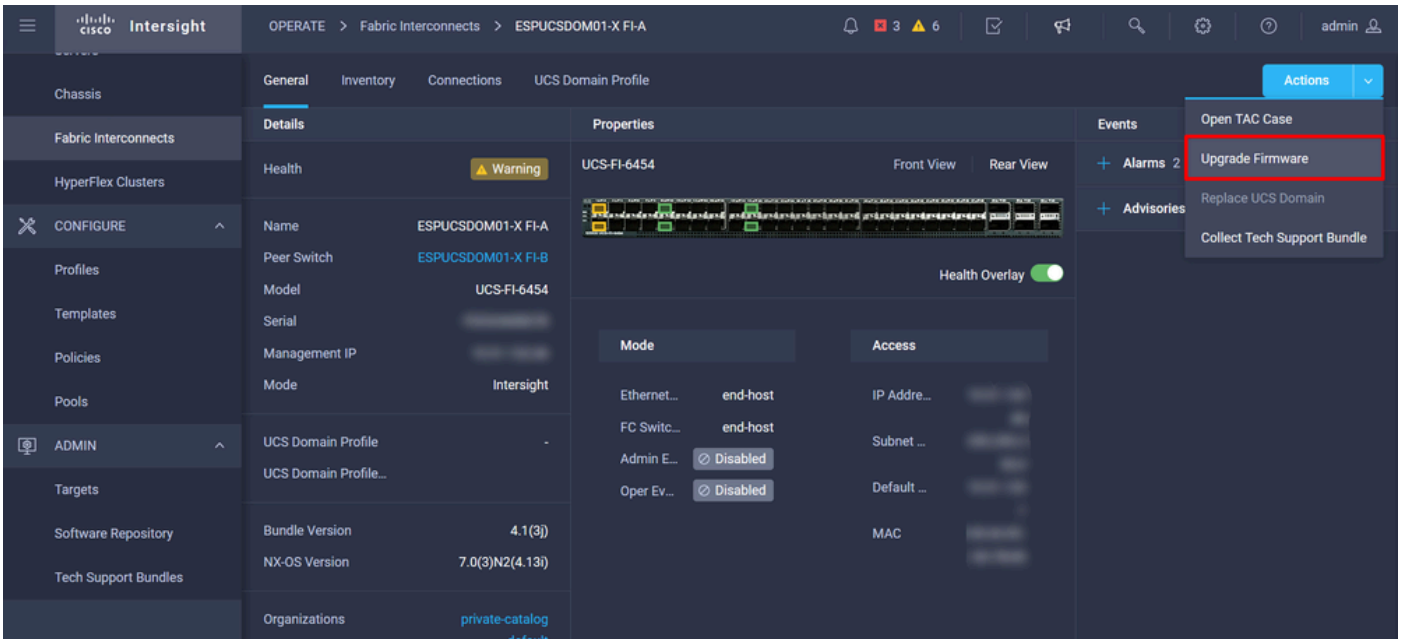 cisco Intersight
OPERATE > Fabric Interconnects > ESPUCSDOM01-X FI-A
3 6
admin
Chassis
Fabric Interconnects
HyperFlex Clusters
CONFIGURE
Profiles
Templates
Policies
Pools
ADMIN
Targets
Software Repository
Tech Support Bundles
General Inventory Connections UCS Domain Profile
Actions
Open TAC Case
Upgrade Firmware
Replace UCS Domain
Collect Tech Support Bundle
Details
Health Warning
Name ESPUCSDOM01-X FI-A
Peer Switch ESPUCSDOM01-X FI-B
Model UCS-FI-6454
Serial
Management IP
Mode Intersight
UCS Domain Profile -
UCS Domain Profile...
Bundle Version 4.1(3j)
NX-OS Version 7.0(3)N2(4.13i)
Organizations private-catalog
Properties
UCS-FI-6454 Front View Rear View
Health Overlay
Mode
Ethernet... end-host
FC Switc... end-host
Admin E... Disabled
Oper Ev... Disabled
Access
IP Addre...
Subnet ...
Default ...
MAC
Events
+ Alarms 2
+ Advisories